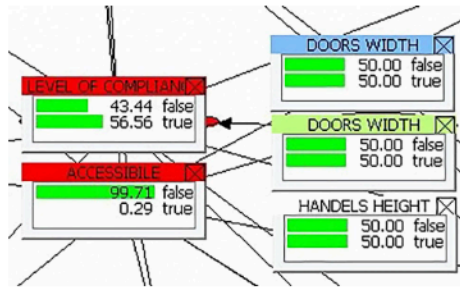 LEVEL OF COMPLIANC
43.44 false
56.56 true
ACCESSIBILE
99.71 false
0.29 true
DOORS WIDTH
50.00 false
50.00 true
DOORS WIDTH
50.00 false
50.00 true
HANDELS HEIGHT
50.00 false
50.00 true